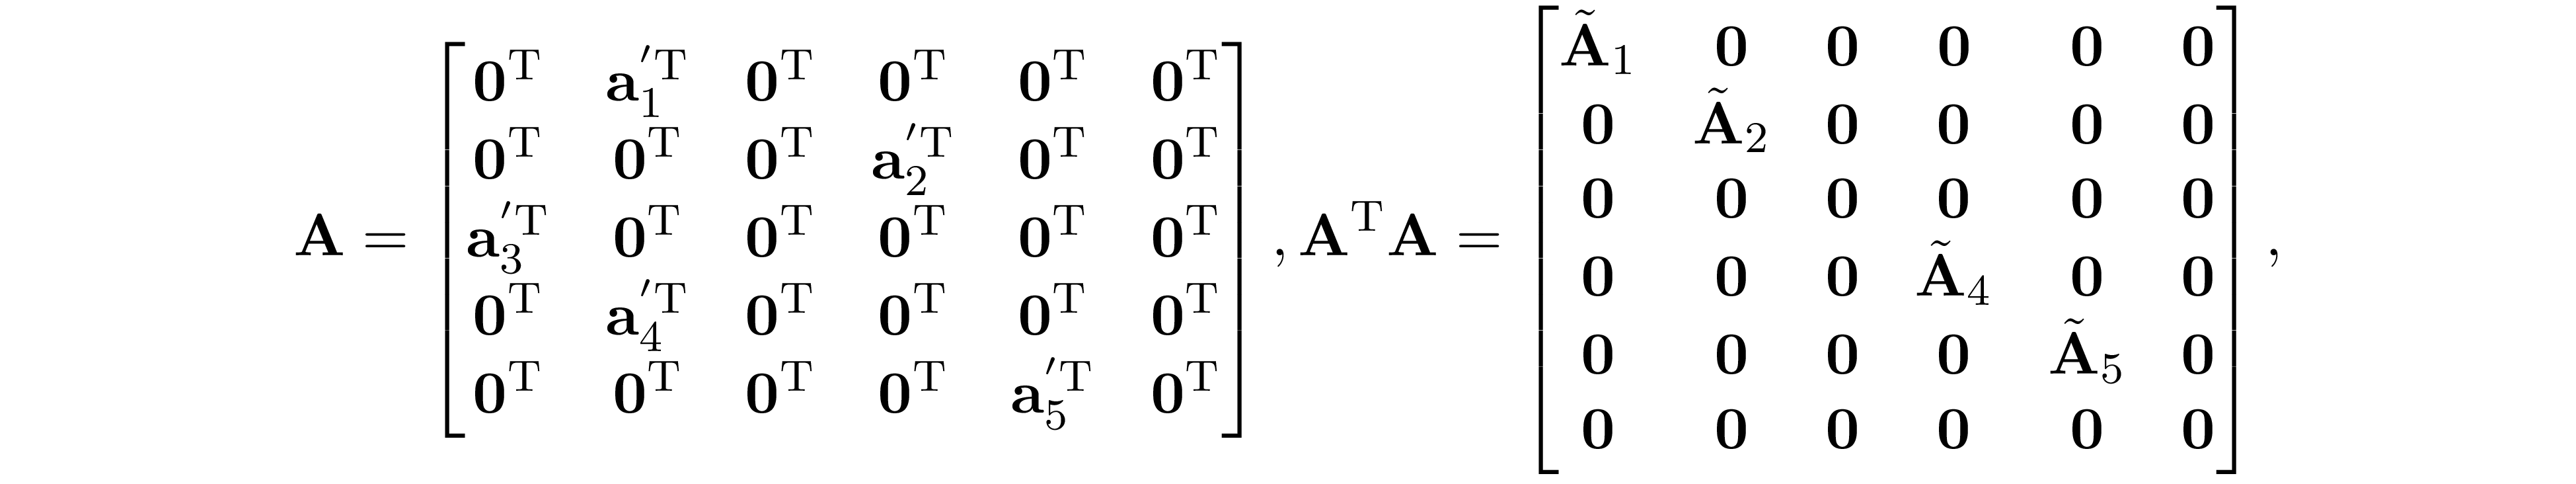 \mathbf{A} = \begin{bmatrix} \mathbf{0}^{\mathrm{T}} & \mathbf{a}_1^{'\mathrm{T}} & \mathbf{0}^{\mathrm{T}} & \mathbf{0}^{\mathrm{T}} & \mathbf{0}^{\mathrm{T}} & \mathbf{0}^{\mathrm{T}} \\ \mathbf{0}^{\mathrm{T}} & \mathbf{0}^{\mathrm{T}} & \mathbf{0}^{\mathrm{T}} & \mathbf{a}_2^{'\mathrm{T}} & \mathbf{0}^{\mathrm{T}} & \mathbf{0}^{\mathrm{T}} \\ \mathbf{a}_3^{'\mathrm{T}} & \mathbf{0}^{\mathrm{T}} & \mathbf{0}^{\mathrm{T}} & \mathbf{0}^{\mathrm{T}} & \mathbf{0}^{\mathrm{T}} & \mathbf{0}^{\mathrm{T}} \\ \mathbf{0}^{\mathrm{T}} & \mathbf{a}_4^{'\mathrm{T}} & \mathbf{0}^{\mathrm{T}} & \mathbf{0}^{\mathrm{T}} & \mathbf{0}^{\mathrm{T}} & \mathbf{0}^{\mathrm{T}} \\ \mathbf{0}^{\mathrm{T}} & \mathbf{0}^{\mathrm{T}} & \mathbf{0}^{\mathrm{T}} & \mathbf{0}^{\mathrm{T}} & \mathbf{a}_5^{'\mathrm{T}} & \mathbf{0}^{\mathrm{T}} \end{bmatrix}, \mathbf{A}^{\mathrm{T}}\mathbf{A} = \begin{bmatrix} \tilde{\mathbf{A}}_1 & \mathbf{0} & \mathbf{0} & \mathbf{0} & \mathbf{0} & \mathbf{0} \\ \mathbf{0} & \tilde{\mathbf{A}}_2 & \mathbf{0} & \mathbf{0} & \mathbf{0} & \mathbf{0} \\ \mathbf{0} & \mathbf{0} & \mathbf{0} & \mathbf{0} & \mathbf{0} & \mathbf{0} \\ \mathbf{0} & \mathbf{0} & \mathbf{0} & \tilde{\mathbf{A}}_4 & \mathbf{0} & \mathbf{0} \\ \mathbf{0} & \mathbf{0} & \mathbf{0} & \mathbf{0} & \tilde{\mathbf{A}}_5 & \mathbf{0} \\ \mathbf{0} & \mathbf{0} & \mathbf{0} & \mathbf{0} & \mathbf{0} & \mathbf{0} \end{bmatrix},